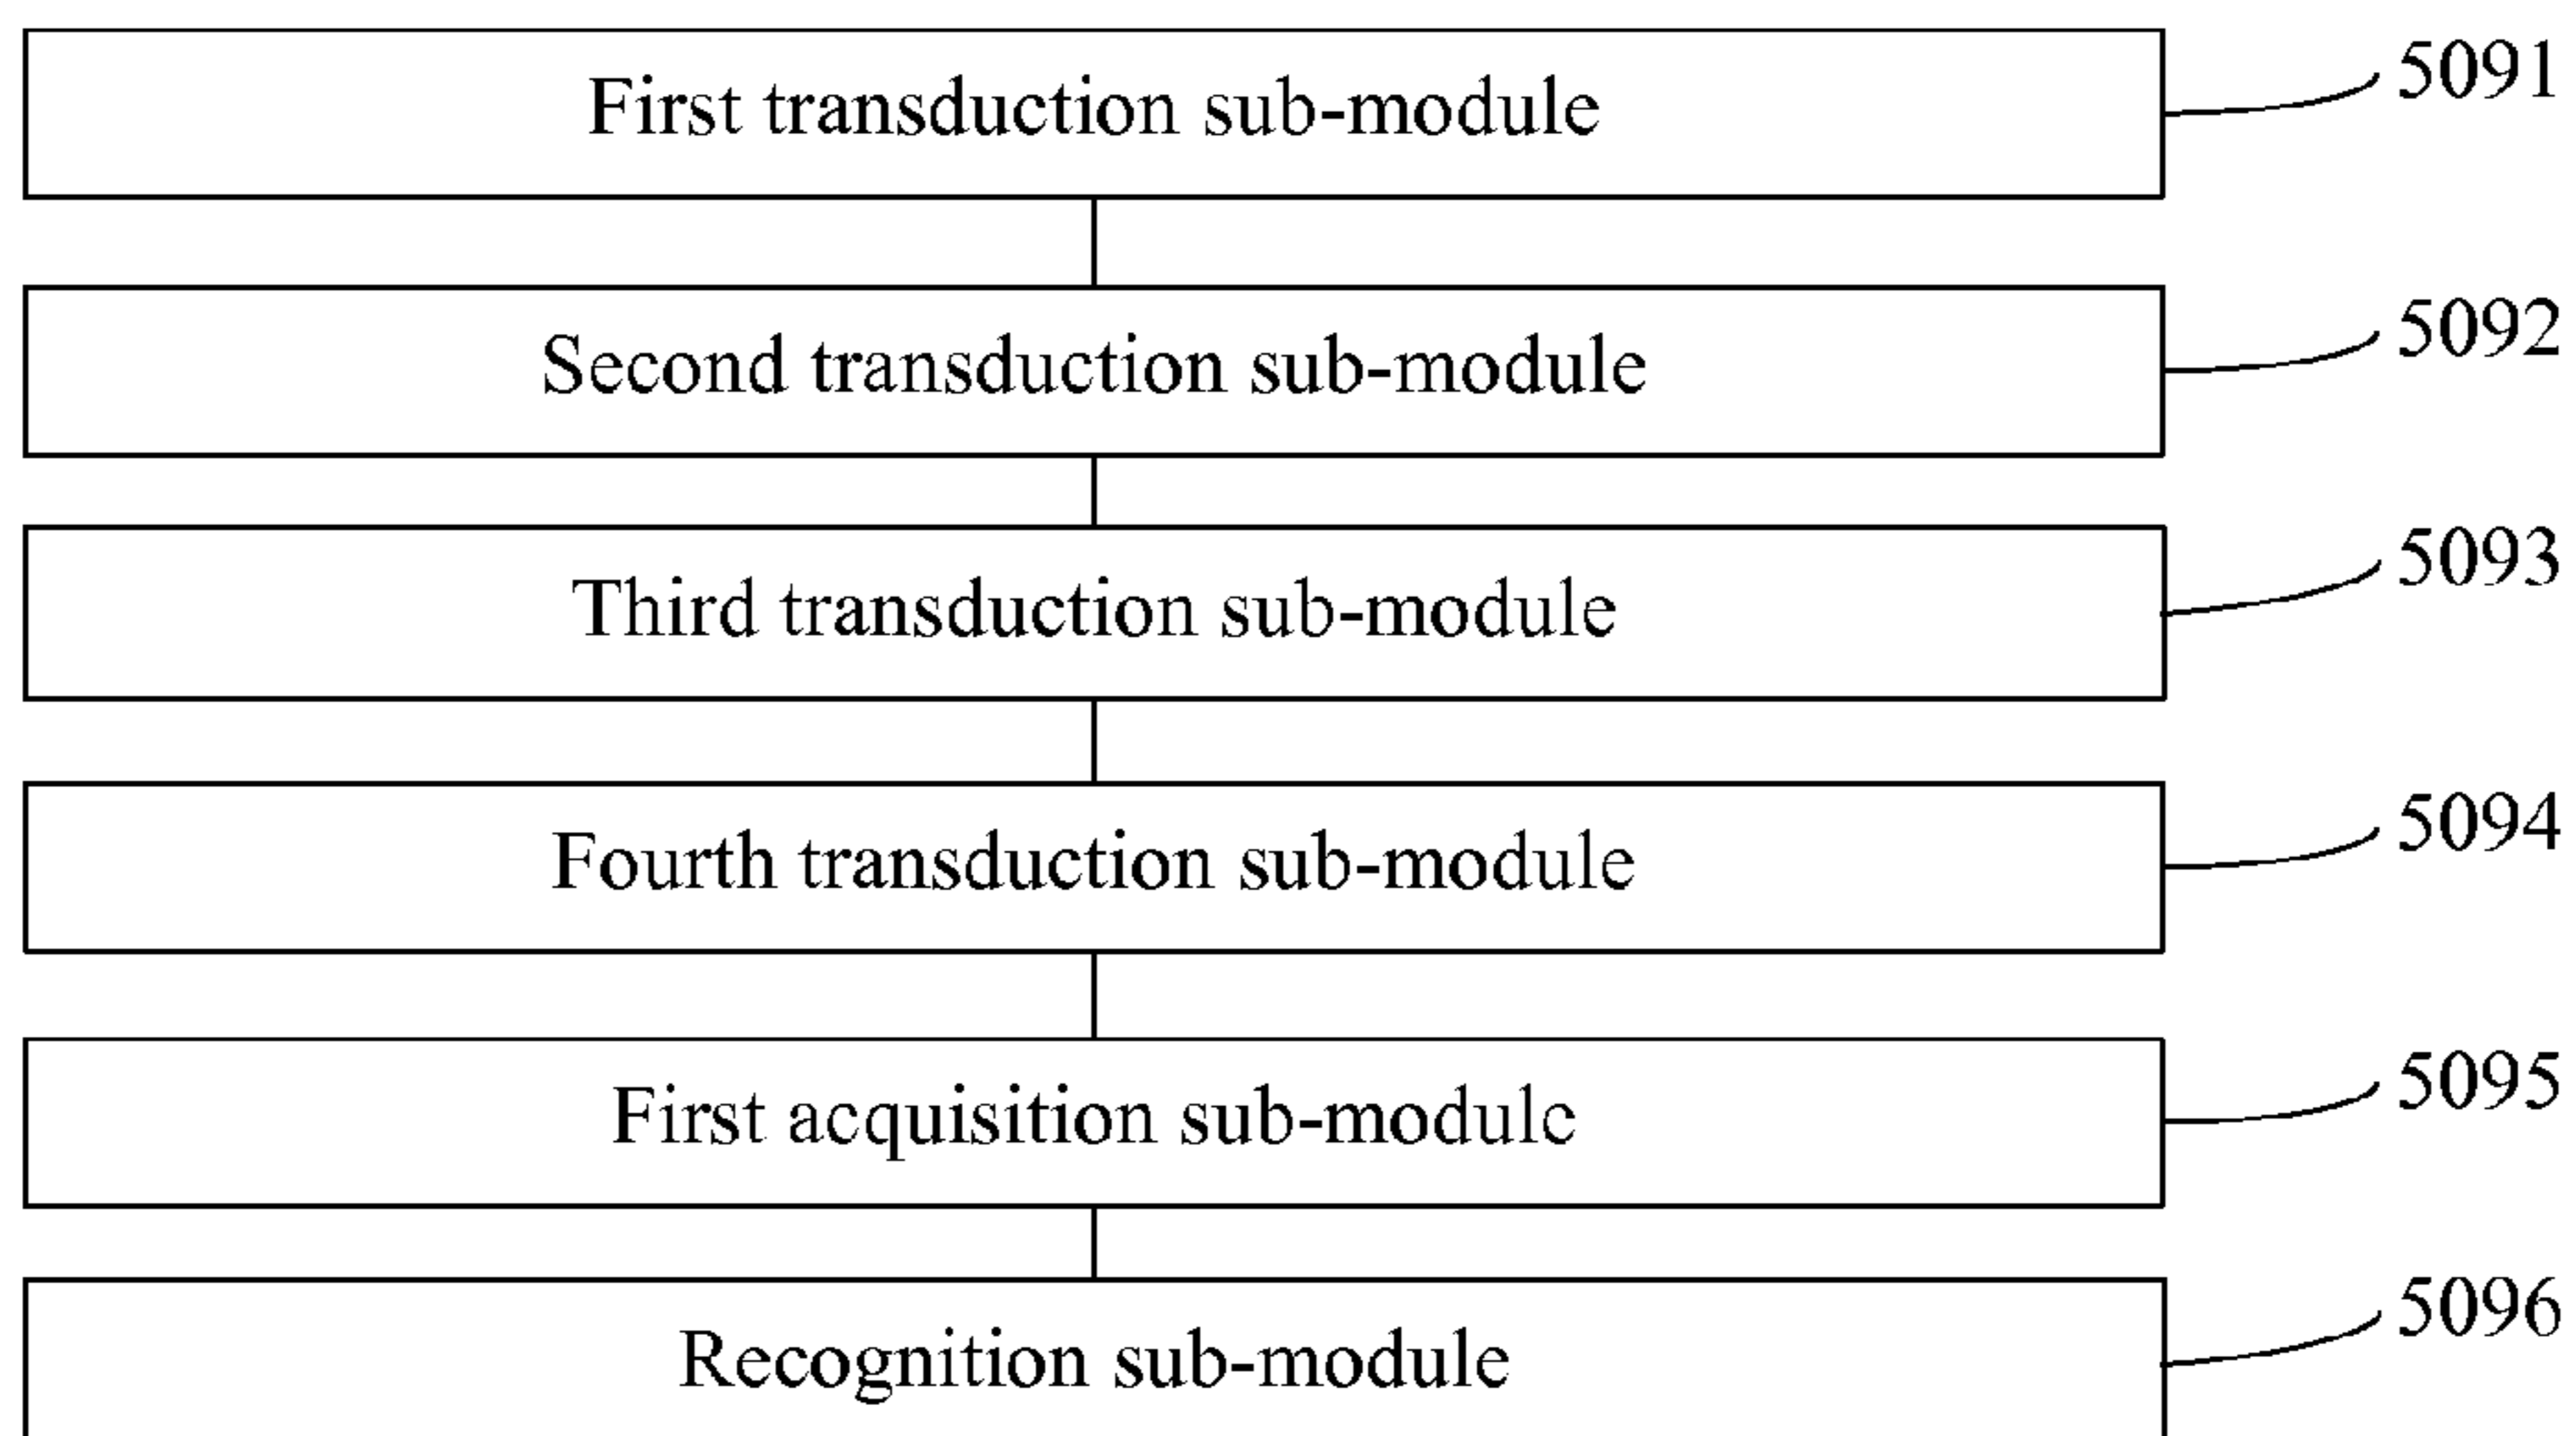 First transduction sub-module 5091
Second transduction sub-module 5092
Third transduction sub-module 5093
Fourth transduction sub-module 5094
First acquisition sub-module 5095
Recognition sub-module 5096